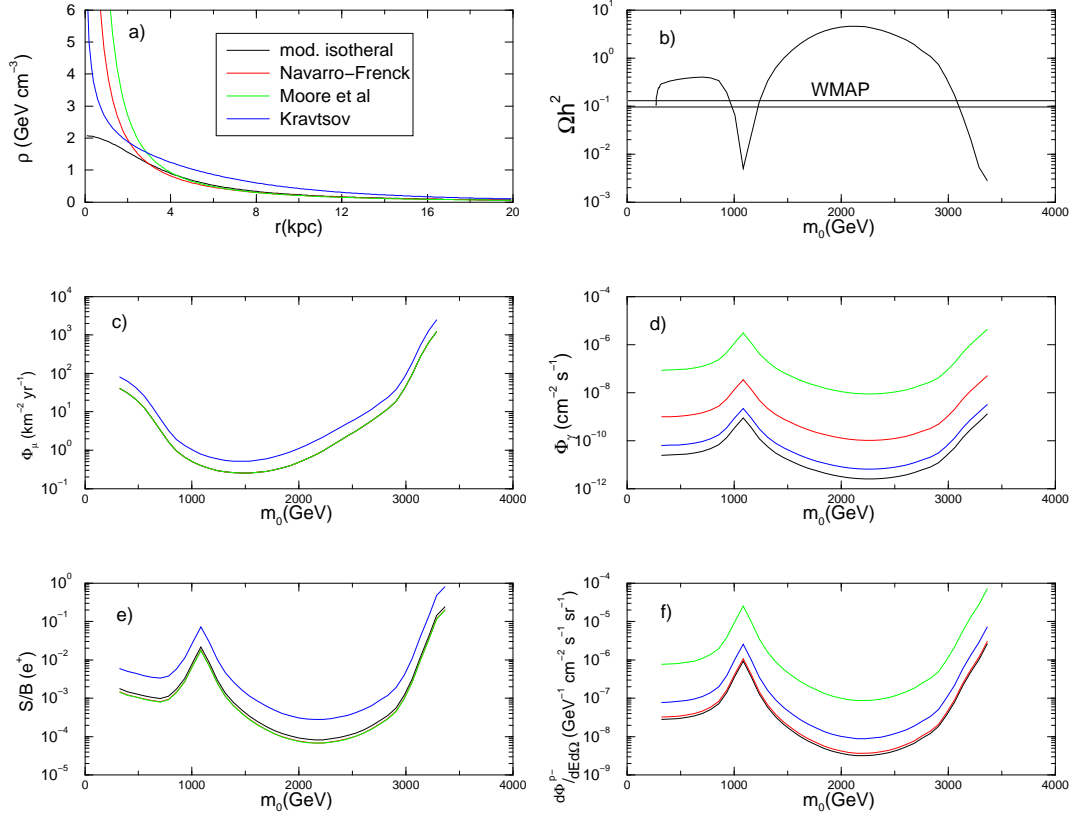 a)
6
5
4
3
2
1
0
ρ (GeV cm⁻³)
mod. isotheral
Navarro−Frenck
Moore et al
Kravtsov
0 4 8 12 16 20
r(kpc)
b)
10¹
10⁰
10⁻¹
10⁻²
10⁻³
Ωh²
WMAP
0 1000 2000 3000 4000
m₀(GeV)
c)
10⁴
10³
10²
10¹
10⁰
10⁻¹
Φμ (km⁻² yr⁻¹)
0 1000 2000 3000 4000
m₀(GeV)
d)
10⁻⁴
10⁻⁶
10⁻⁸
10⁻¹⁰
10⁻¹²
Φγ (cm⁻² s⁻¹)
0 1000 2000 3000 4000
m₀(GeV)
e)
10⁰
10⁻¹
10⁻²
10⁻³
10⁻⁴
10⁻⁵
S/B (e⁺)
0 1000 2000 3000 4000
m₀(GeV)
f)
10⁻⁴
10⁻⁵
10⁻⁶
10⁻⁷
10⁻⁸
10⁻⁹
dΦᵖ⁻/dEdΩ (GeV⁻¹ cm⁻² s⁻¹ sr⁻¹)
0 1000 2000 3000 4000
m₀(GeV)